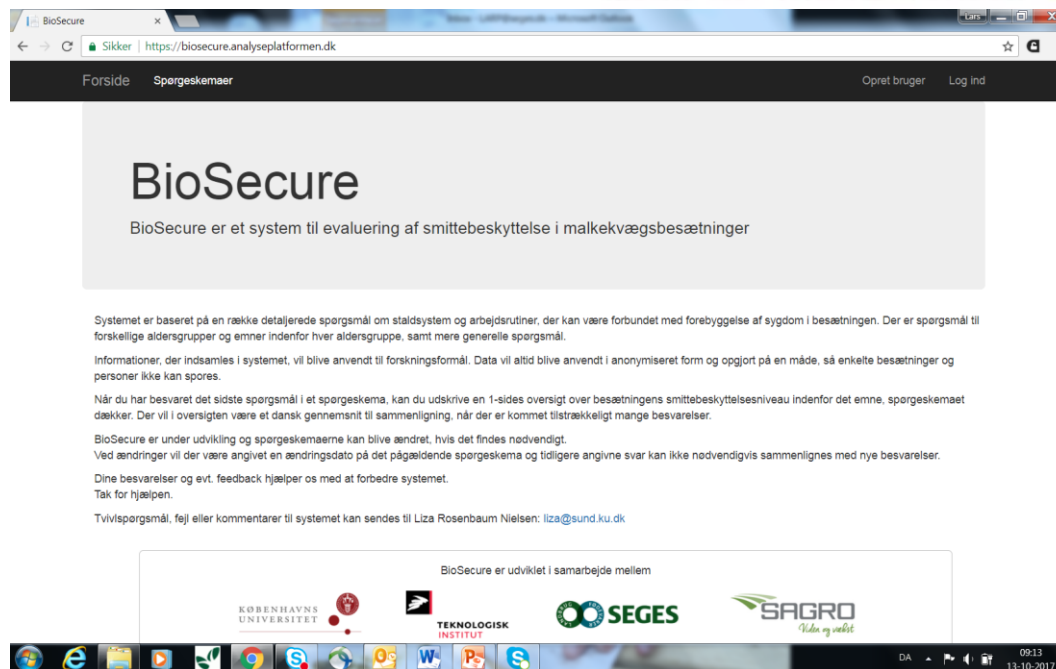 BioSecure
Lars
Sikker
https://biosecure.analyseplatformen.dk
Forside Spørgeskemaer Opret bruger Log ind
BioSecure
BioSecure er et system til evaluering af smittebeskyttelse i malkekvægsbesætninger
Systemet er baseret på en række detaljerede spørgsmål om staldsystem og arbejdsrutiner, der kan være forbundet med forebyggelse af sygdom i besætningen. Der er spørgsmål til
forskellige aldersgrupper og emner indenfor hver aldersgruppe, samt mere generelle spørgsmål.
Informationer, der indsamles i systemet, vil blive anvendt til forskningsformål. Data vil altid blive anvendt i anonymiseret form og opgjort på en måde, så enkelte besætninger og
personer ikke kan spores.
Når du har besvaret det sidste spørgsmål i et spørgeskema, kan du udskrive en 1-sides oversigt over besætningens smittebeskyttelsesniveau indenfor det emne, spørgeskemaet
dækker. Der vil i oversigten være et dansk gennemsnit til sammenligning, når der er kommet tilstrækkeligt mange besvarelser.
BioSecure er under udvikling og spørgeskemaerne kan blive ændret, hvis det findes nødvendigt.
Ved ændringer vil der være angivet en ændringsdato på det pågældende spørgeskema og tidligere angivne svar kan ikke nødvendigvis sammenlignes med nye besvarelser.
Dine besvarelser og evt. feedback hjælper os med at forbedre systemet.
Tak for hjælpen.
Tvivlspørgsmål, fejl eller kommentarer til systemet kan sendes til Liza Rosenbaum Nielsen: liza@sund.ku.dk
BioSecure er udviklet i samarbejde mellem
KØBENHAVNS
UNIVERSITET
TEKNOLOGISK
INSTITUT
SEGES
SAGRO
Viden og vækst
DA
09:13
13-10-2017